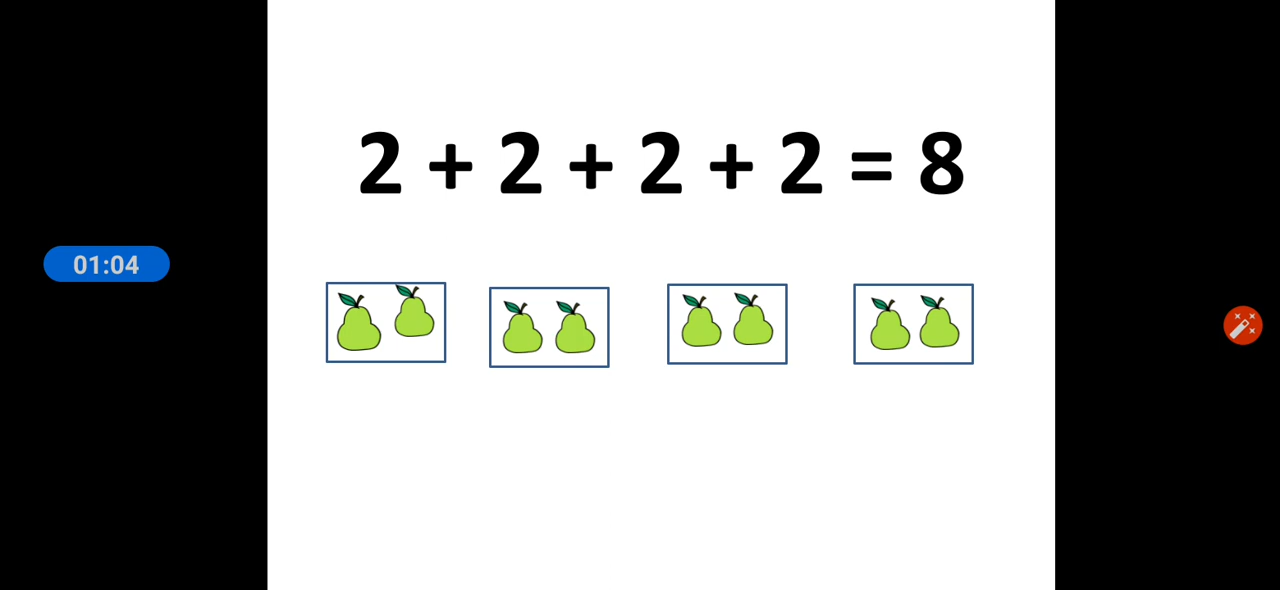 2 + 2 + 2 + 2 = 8
01:04